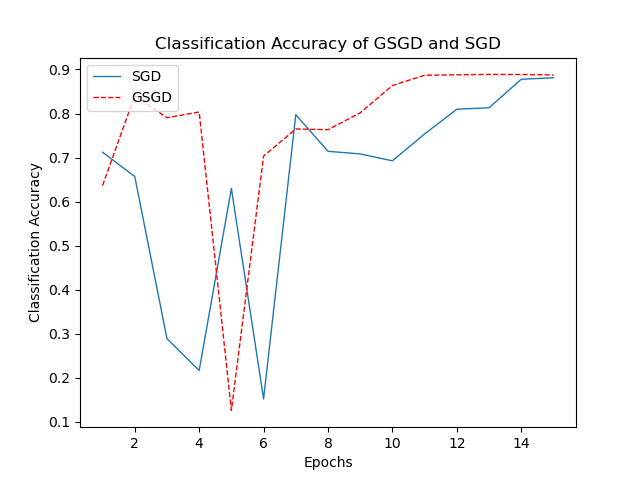 Classification Accuracy of GSGD and SGD
SGD
GSGD
0.9
0.8
0.7
0.6
0.5
0.4
0.3
0.2
0.1
Classification Accuracy
2 4 6 8 10 12 14
Epochs